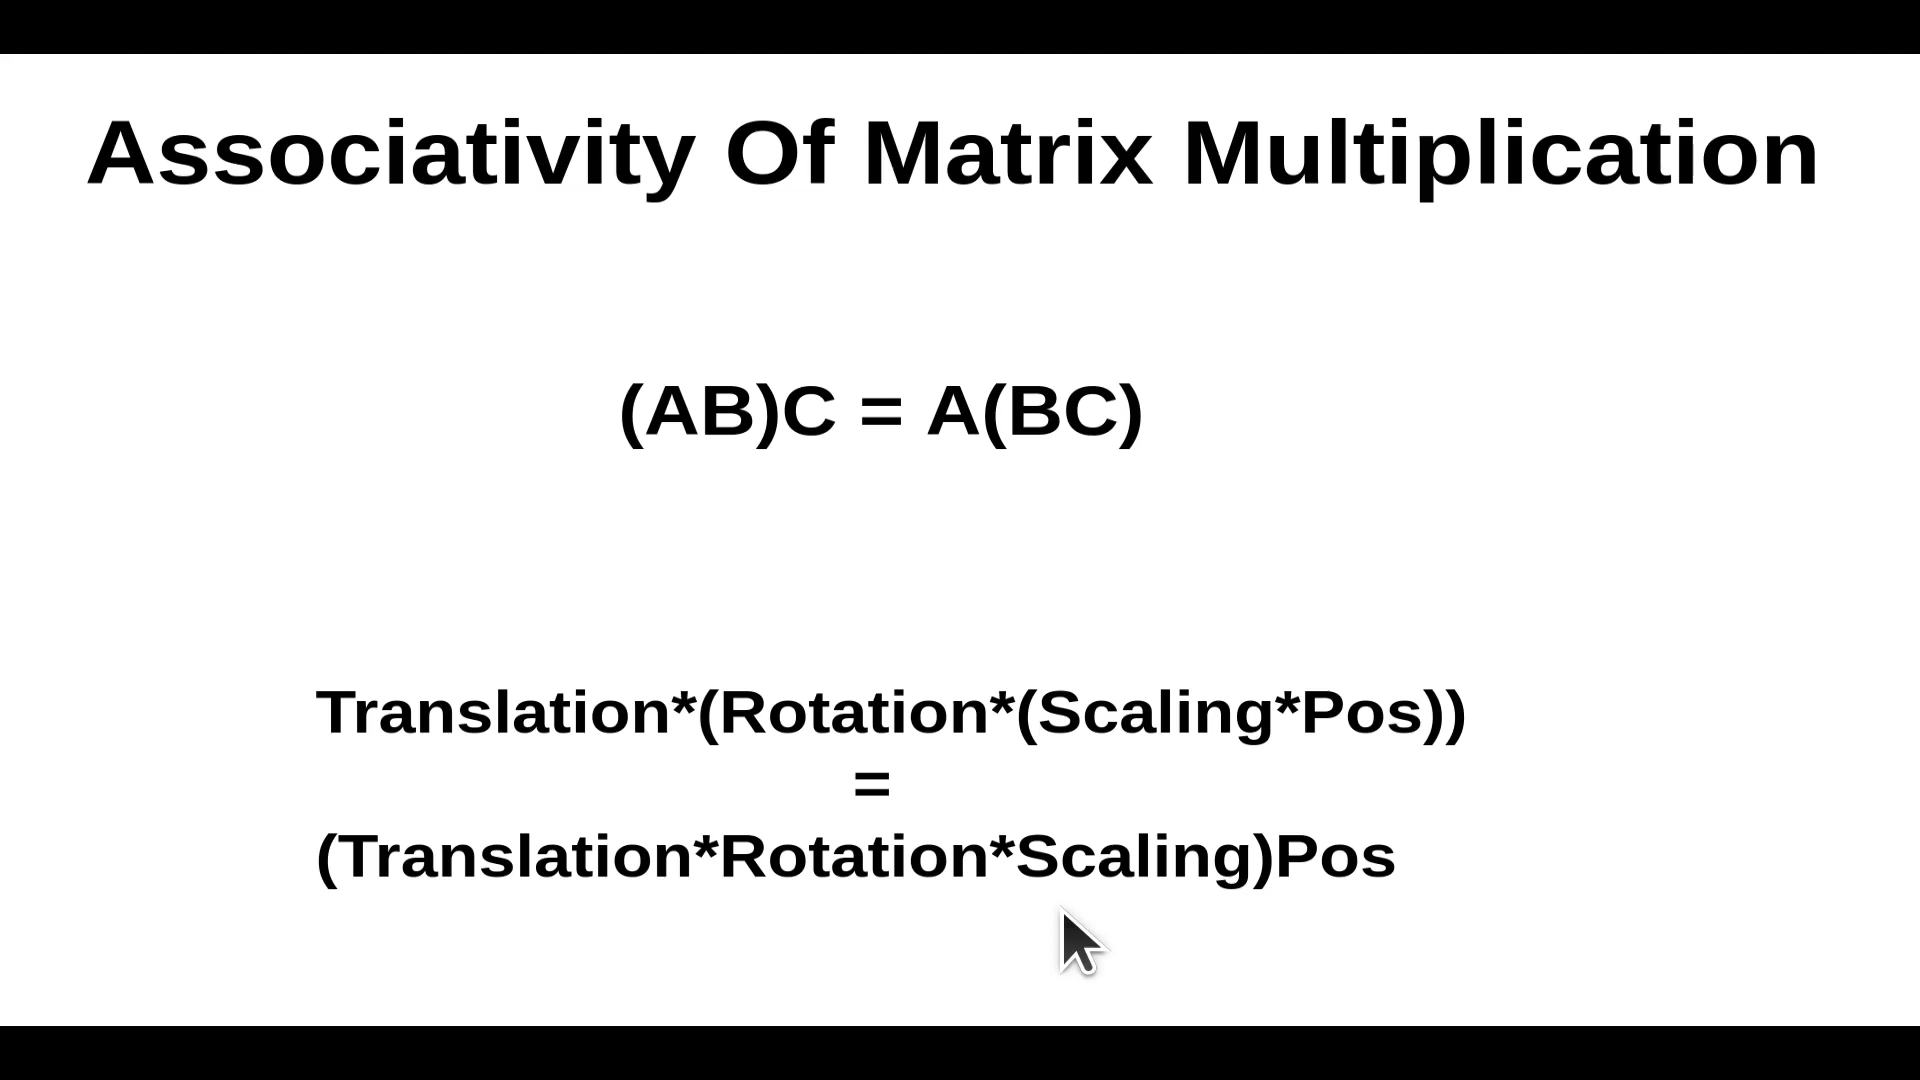 Associativity Of Matrix Multiplication
(AB)C = A(BC)
Translation*(Rotation*(Scaling*Pos))
=
(Translation*Rotation*Scaling)Pos